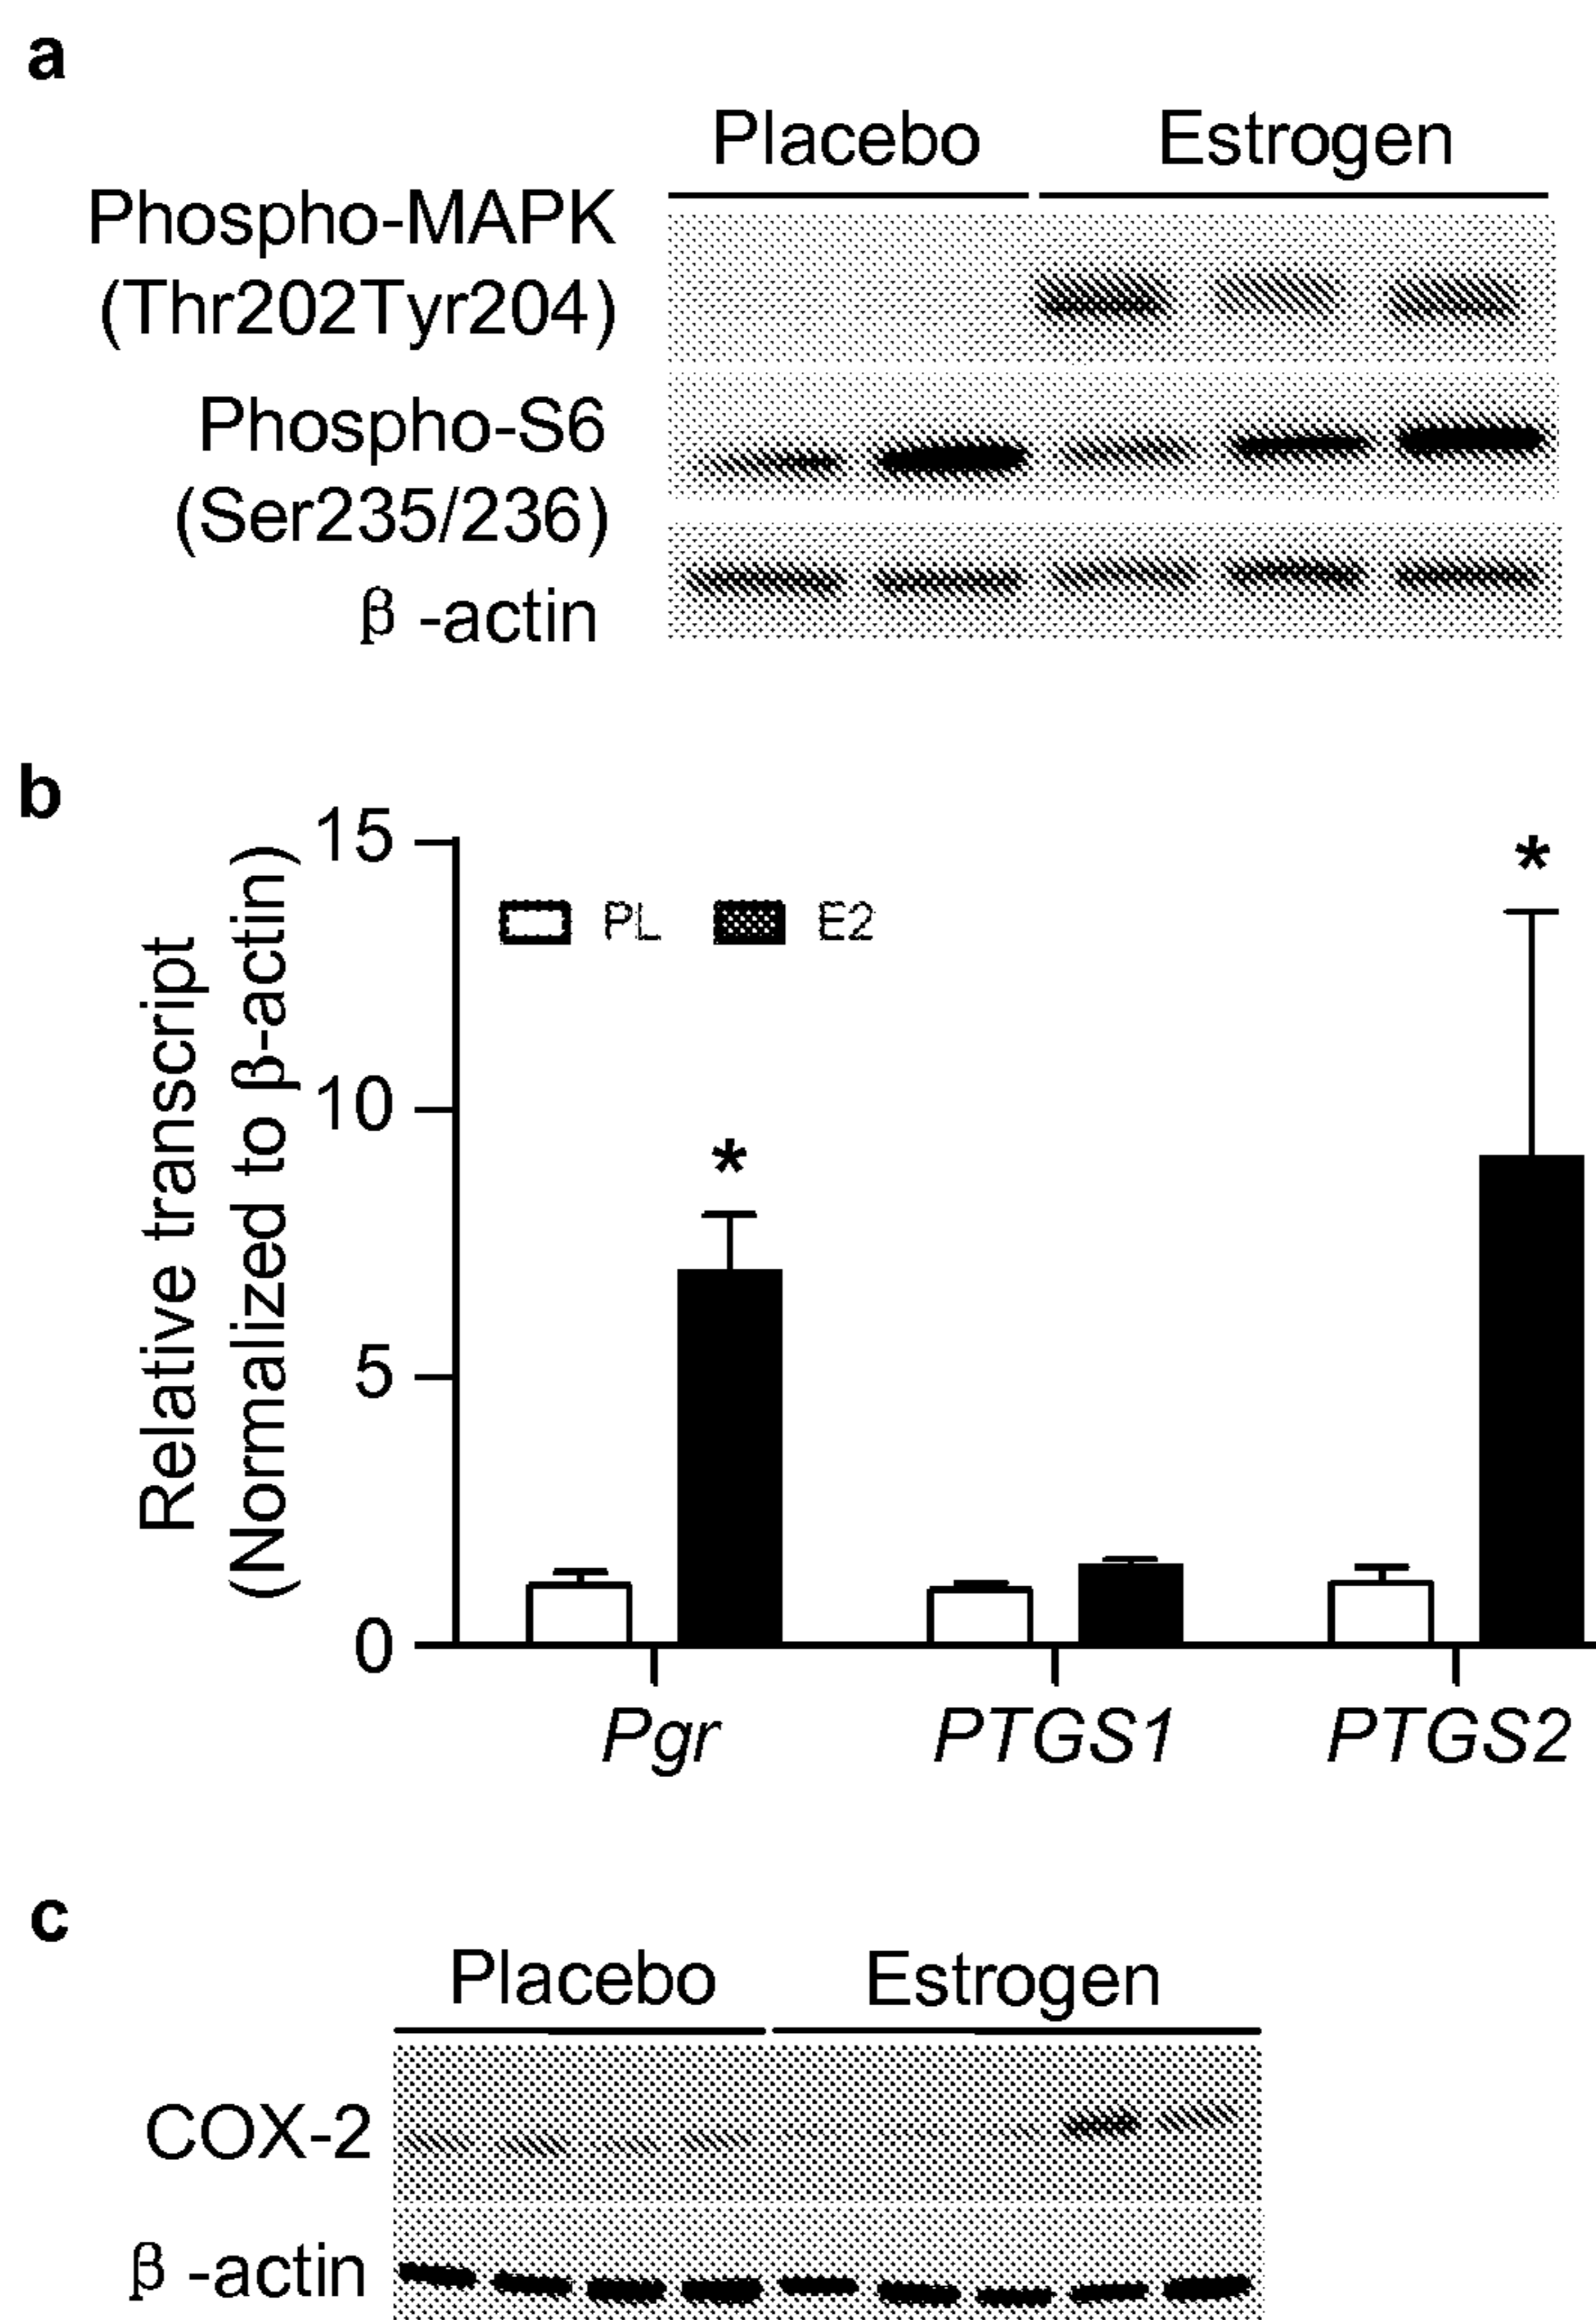 a
Placebo Estrogen
Phospho-MAPK
(Thr202Tyr204)
Phospho-S6
(Ser235/236)
β -actin
b
Relative transcript
(Normalized to β-actin)
15
10
5
0
PL E2
*
*
Pgr PTGS1 PTGS2
c
Placebo Estrogen
COX-2
β -actin